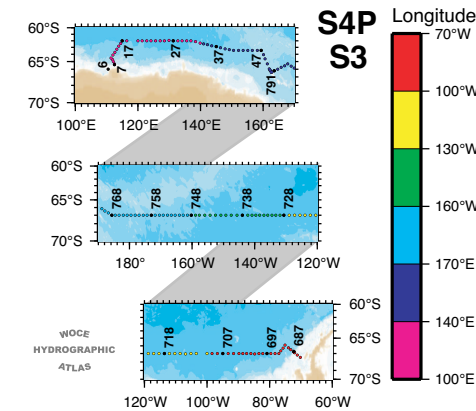 S4P
S3
Longitude
70°W
100°W
130°W
160°W
170°E
140°E
100°E
60°S
65°S
70°S
6
7
17
27
37
47
791
100°E 120°E 140°E 160°E
60°S
65°S
70°S
768 758 748 738 728
180° 160°W 140°W 120°W
718 707 697 687
60°S
65°S
70°S
120°W 100°W 80°W 60°W
WOCE
HYDROGRAPHIC
ATLAS